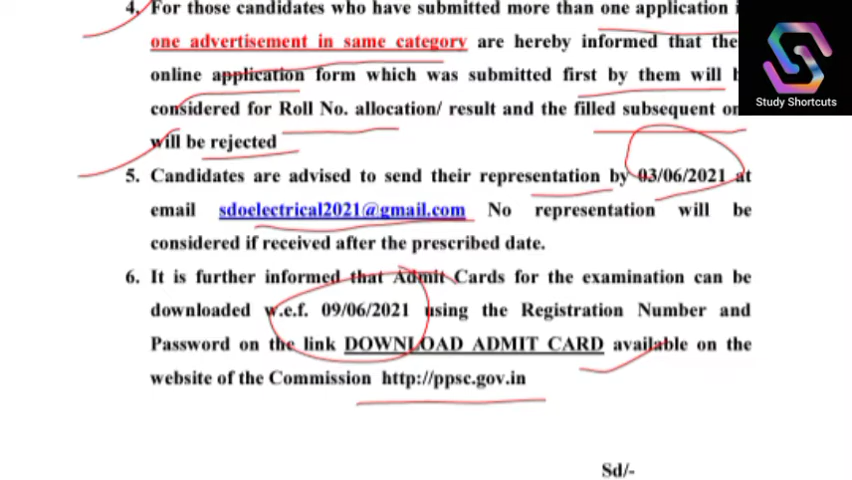 4. For those candidates who have submitted more than one application
one advertisement in same category are hereby informed that
online application form which was submitted first by them will
considered for Roll No. allocation/ result and the filled subsequent
will be rejected
5. Candidates are advised to send their representation by 03/06/2021 at
email sdoelectrical2021@gmail.com No representation will be
considered if received after the prescribed date.
6. It is further informed that Admit Cards for the examination can be
downloaded w.e.f. 09/06/2021 using the Registration Number and
Password on the link DOWNLOAD ADMIT CARD available on the
website of the Commission http://ppsc.gov.in
Sd/-
Study Shortcuts